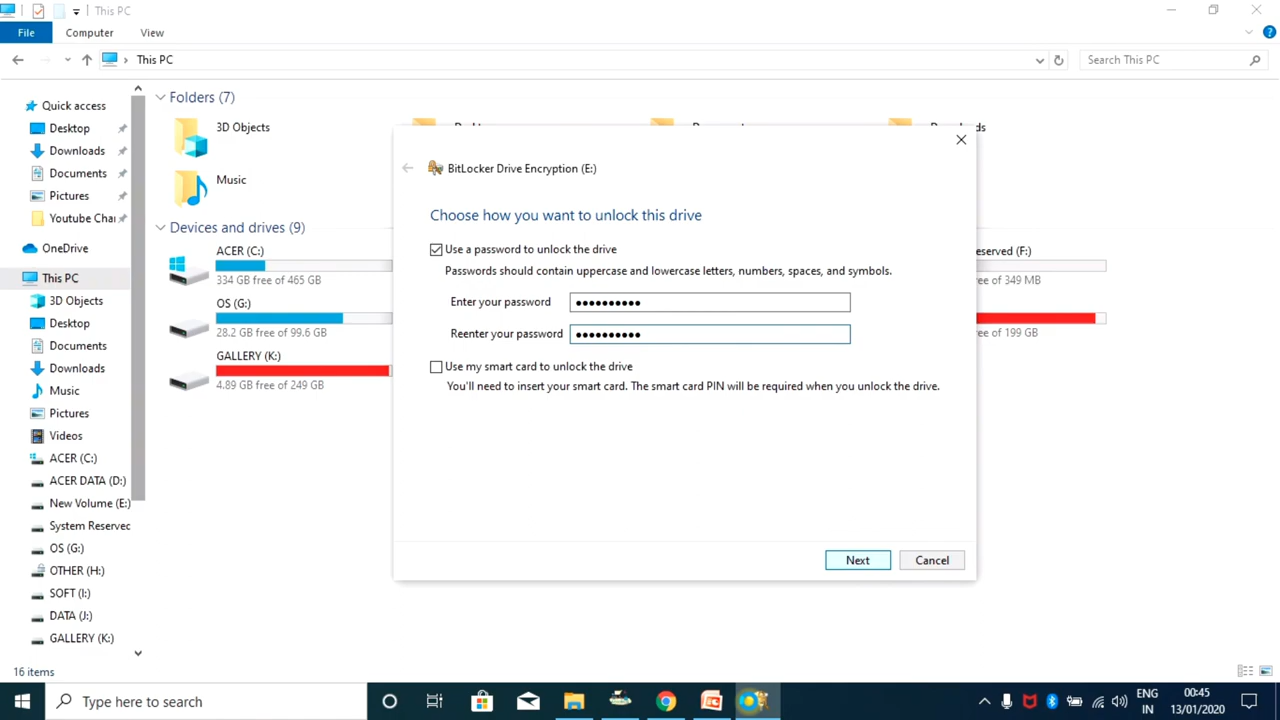 This PC
File
Computer
View
This PC
Search This PC
Quick access
Desktop
Downloads
Documents
Pictures
Youtube Cha
OneDrive
This PC
3D Objects
Desktop
Documents
Downloads
Music
Pictures
Videos
ACER (C:)
ACER DATA (D:)
New Volume (E:)
System Reserved
OS (G:)
OTHER (H:)
SOFT (I:)
DATA (J:)
GALLERY (K:)
16 items
Folders (7)
3D Objects
Music
Devices and drives (9)
ACER (C:)
334 GB free of 465 GB
OS (G:)
28.2 GB free of 99.6 GB
GALLERY (K:)
4.89 GB free of 249 GB
eserved (F:)
free of 349 MB
ree of 199 GB
BitLocker Drive Encryption (E:)
Choose how you want to unlock this drive
Use a password to unlock the drive
Passwords should contain uppercase and lowercase letters, numbers, spaces, and symbols.
Enter your password
Reenter your password
Use my smart card to unlock the drive
You'll need to insert your smart card. The smart card PIN will be required when you unlock the drive.
Next
Cancel
Type here to search
ENG
IN
00:45
13/01/2020